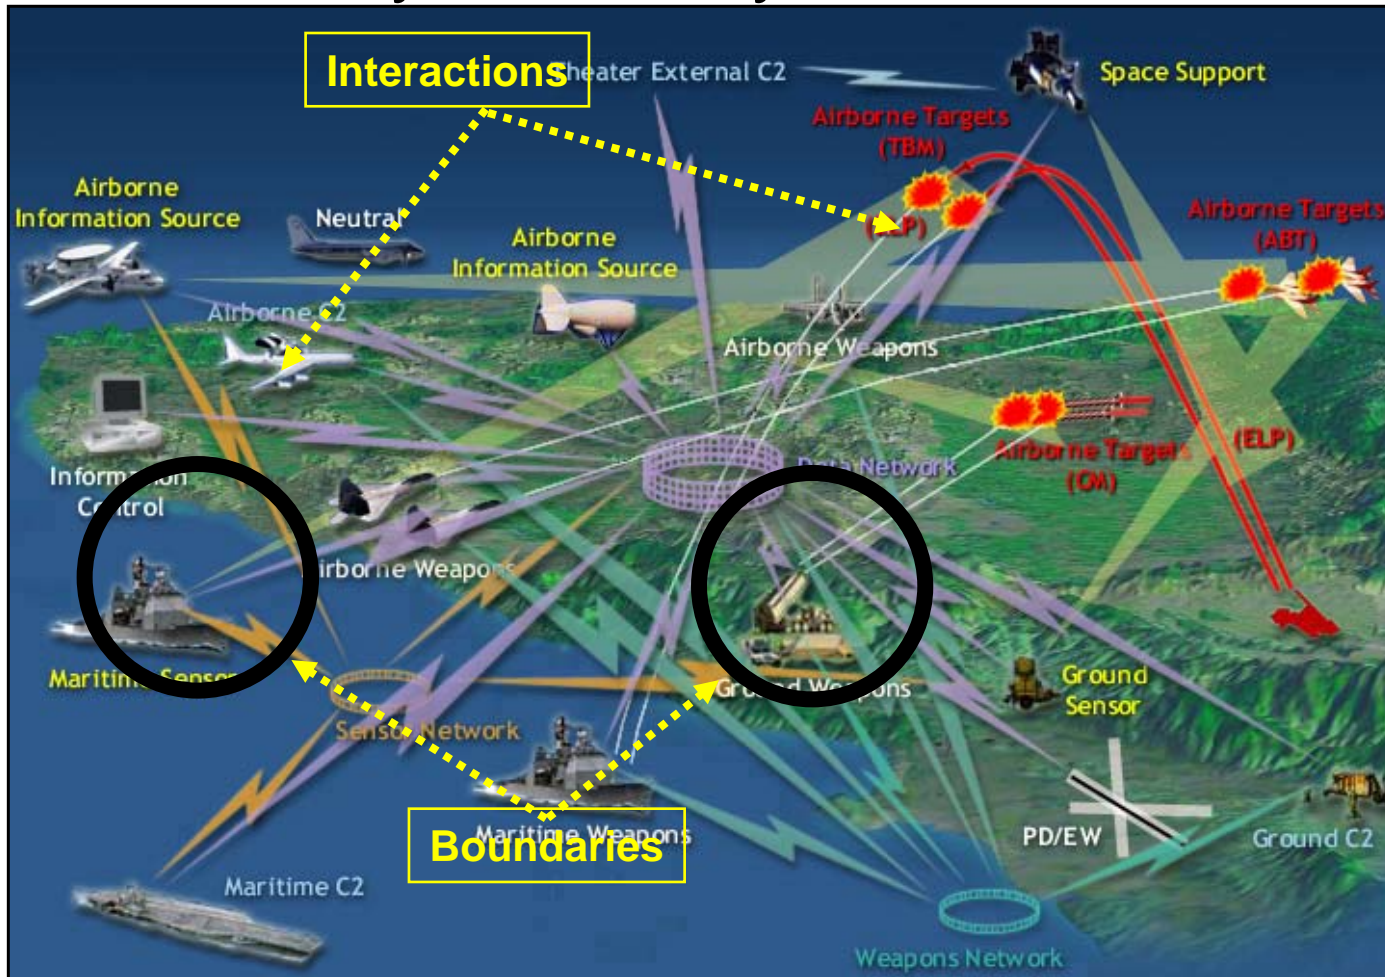 Interactions
Theater External C2
Space Support
Airborne Targets
(TBM)
Airborne
Information Source
Neutral
Airborne
Information Source
Airborne Targets
(ABT)
Airborne C2
Airborne Weapons
Information
Control
Data Network
Airborne Targets
(CM)
(ELP)
Airborne Weapons
Maritime Sensor
Ground Weapons
Ground
Sensor
Sensor Network
Maritime Weapons
Boundaries
PD/EW
Ground C2
Maritime C2
Weapons Network